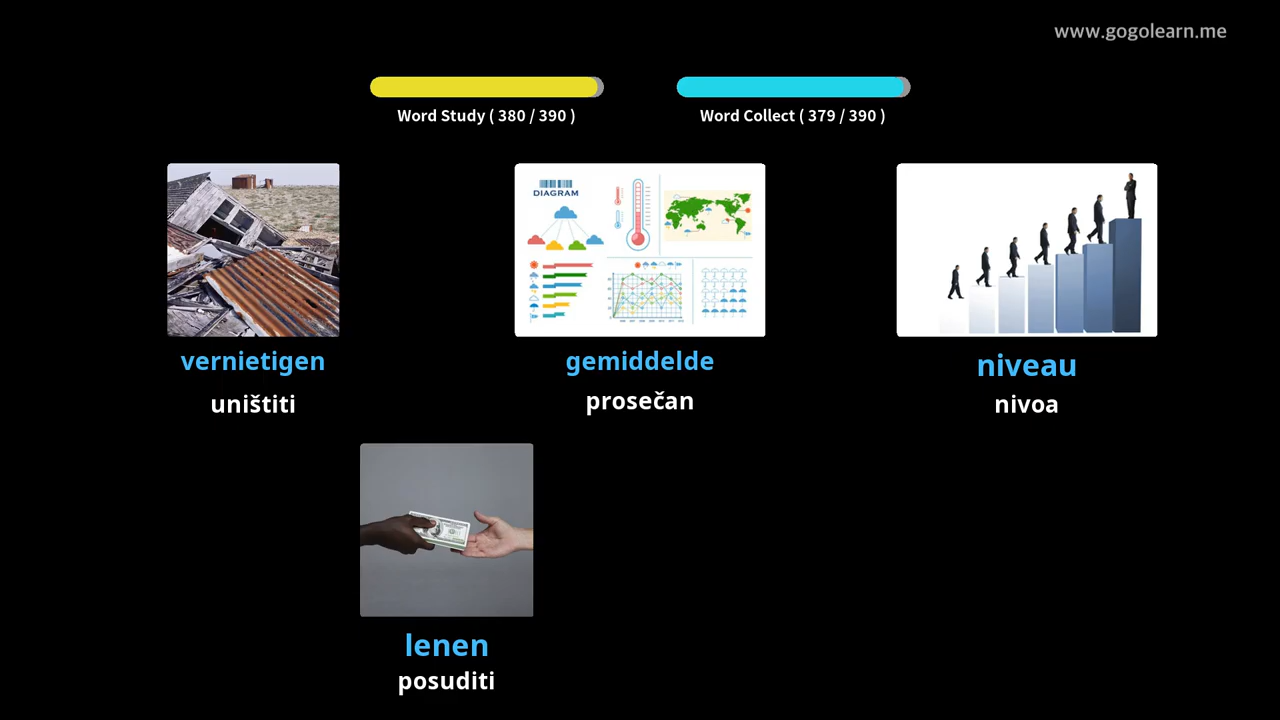 www.gogolearn.me
Word Study ( 380 / 390 )
Word Collect ( 379 / 390 )
DIAGRAM
vernietigen
gemiddelde
niveau
uništiti
prosečan
nivoa
lenen
posuditi